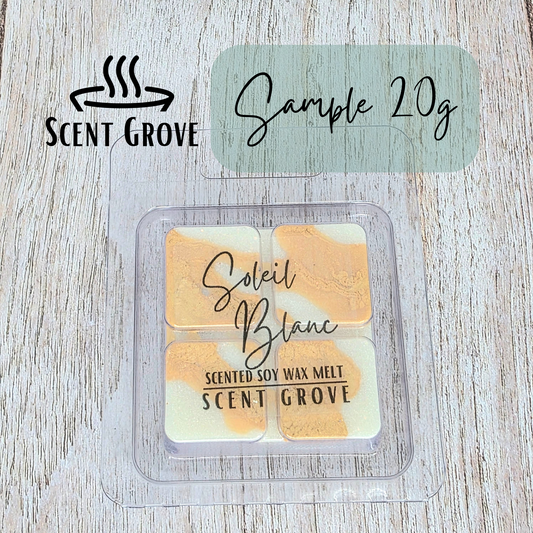 SCENT GROVE
Sample 20g
Soleil
Blanc
SCENTED SOY WAX MELT
SCENT GROVE